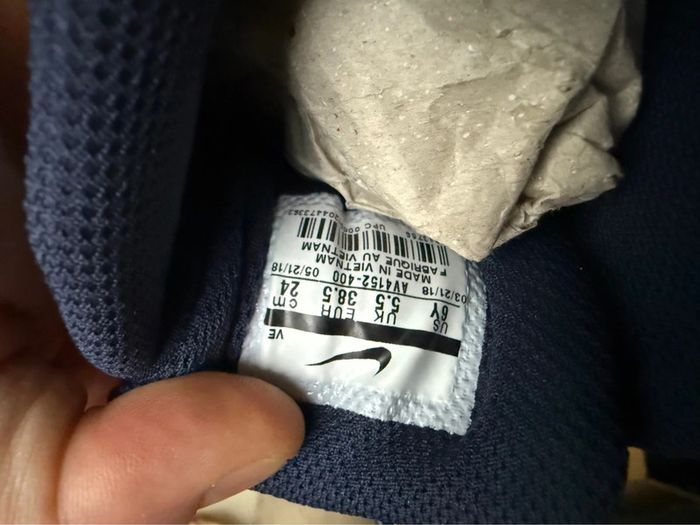 VE
US UK EUR cm
6Y 5.5 38.5 24
03/21/18 AV4152-400 05/21/18
MADE IN VIETNAM
FABRIQUE AU VIETNAM
UPC